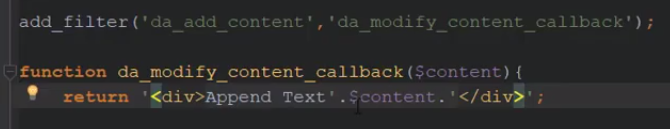 add_filter('da_add_content','da_modify_content_callback');
function da_modify_content_callback($content){
return '<div>Append Text'.$content.'</div>';